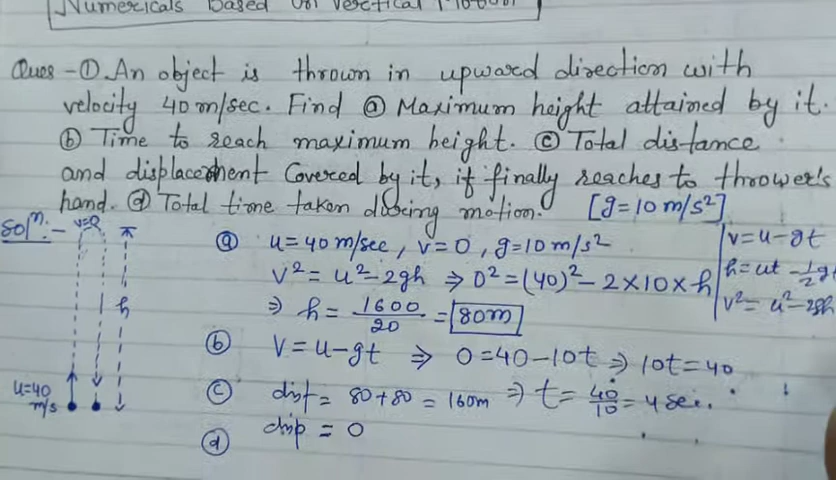 Numericals based on vertical Motion
Ques - ① An object is thrown in upward direction with
velocity 40 m/sec. Find ⓐ Maximum height attained by it.
ⓑ Time to reach maximum height. ⓒ Total distance
and displacement Covered by it, if finally reaches to thrower's
hand. ⓓ Total time taken during motion. [g=10 m/s²]
Solⁿ:- v=0
ⓐ u=40 m/sec, v=0, g=10 m/s²
v=u-gt
h=ut-½g
v²=u²-2gh
v²=u²-2gh ⇒ 0²=(40)²-2×10×h
h
⇒ h=1600/20=80m
ⓑ v=u-gt ⇒ 0=40-10t ⇒ 10t=40
u=40
m/s
ⓒ dist=80+80=160m ⇒ t=40/10=4 sec.
disp=0
ⓓ